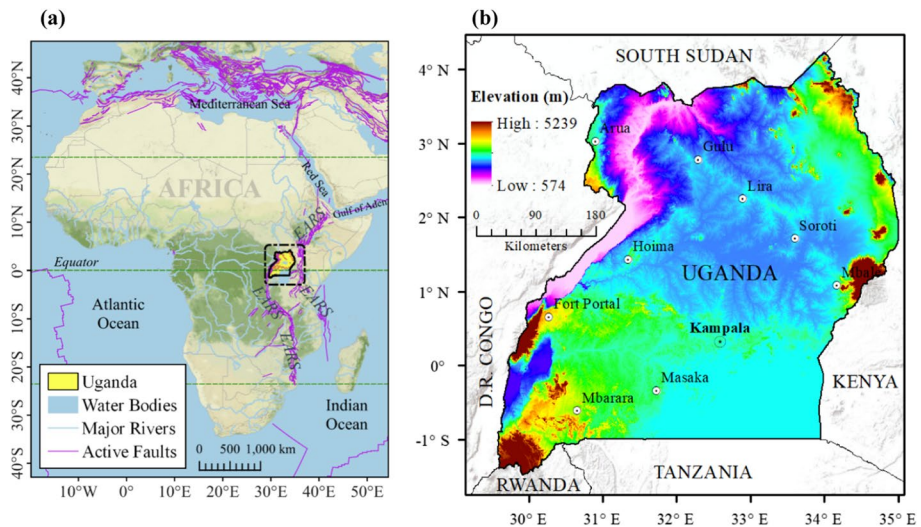 (a)
40°N
30°N
20°N
10°N
0°
10°S
20°S
30°S
40°S
Mediterranean Sea
AFRICA
Red Sea
Gulf of Aden
EARS
Equator
EARS
EARS
EARS
Atlantic
Ocean
Indian
Ocean
Uganda
Water Bodies
Major Rivers
Active Faults
0 500 1,000 km
10°W 0° 10°E 20°E 30°E 40°E 50°E
(b)
4°N
3°N
2°N
1°N
0°
-1°S
SOUTH SUDAN
Elevation (m)
High : 5239
Low : 574
0 90 180
Kilometers
Arua
Gulu
Lira
Soroti
Hoima
UGANDA
Mbale
Fort Portal
Kampala
D.R. CONGO
Masaka
KENYA
Mbarara
TANZANIA
RWANDA
30°E 31°E 32°E 33°E 34°E 35°E